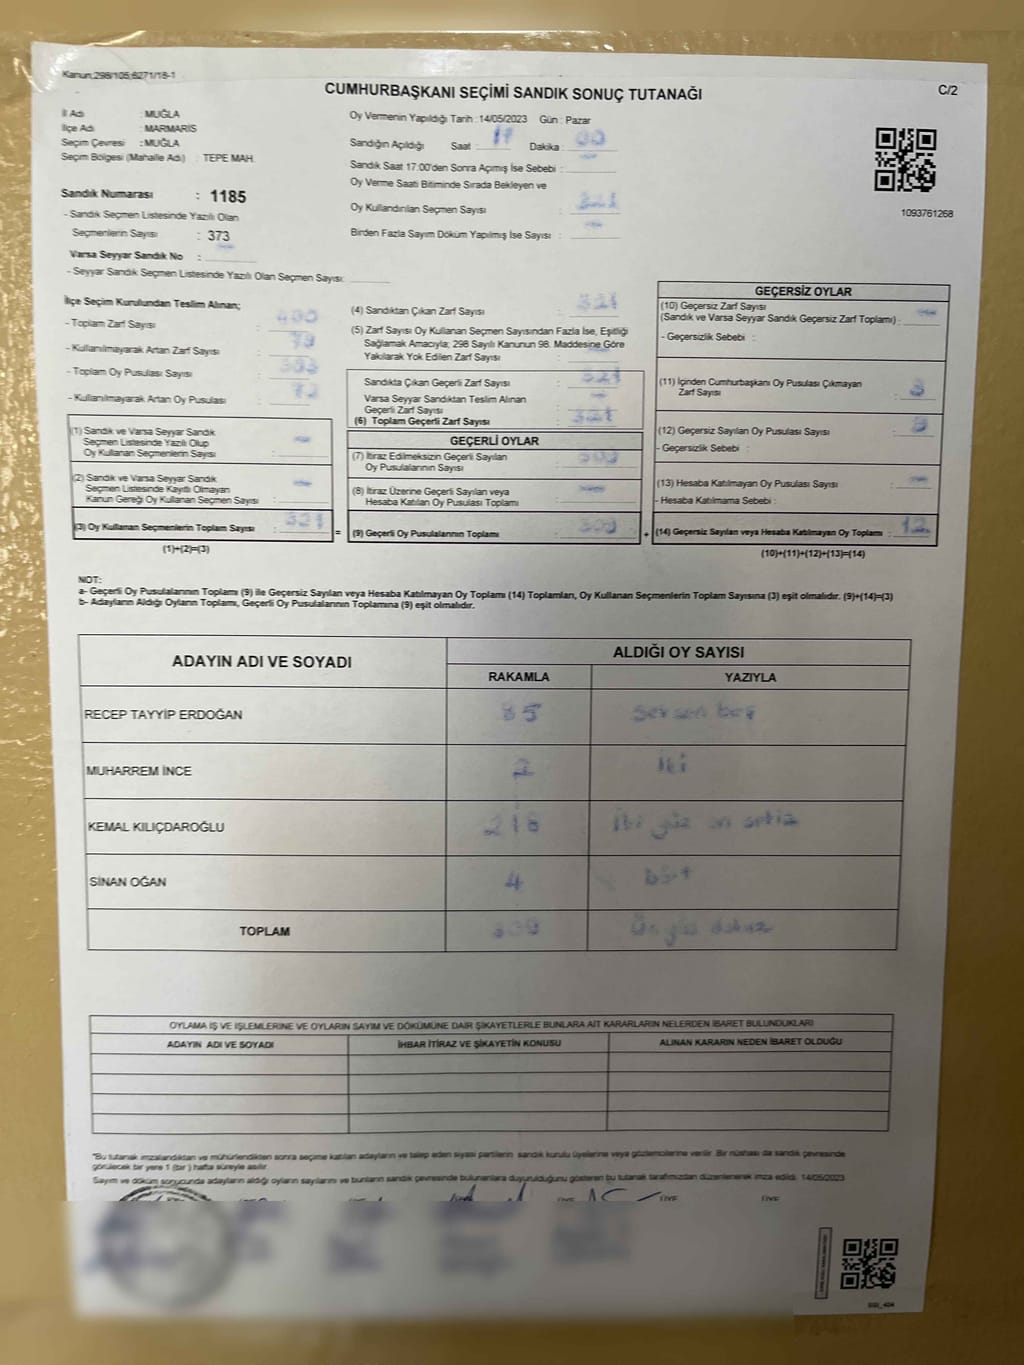 Kanun;298/105;6271/18-1
CUMHURBAŞKANI SEÇİMİ SANDIK SONUÇ TUTANAĞI
C/2
İl Adı : MUĞLA
İlçe Adı : MARMARİS
Seçim Çevresi : MUĞLA
Seçim Bölgesi (Mahalle Adı) : TEPE MAH.
Sandık Numarası : 1185
- Sandık Seçmen Listesinde Yazılı Olan
Seçmenlerin Sayısı : 373
Varsa Seyyar Sandık No :
- Seyyar Sandık Seçmen Listesinde Yazılı Olan Seçmen Sayısı:
Oy Vermenin Yapıldığı Tarih : 14/05/2023 Gün : Pazar
Sandığın Açıldığı Saat : Dakika : 00
Sandık Saat 17:00'den Sonra Açımış İse Sebebi :
Oy Verme Saati Bitiminde Sırada Bekleyen ve
Oy Kullandırılan Seçmen Sayısı :
Birden Fazla Sayım Döküm Yapılmış İse Sayısı :
1093761268
İlçe Seçim Kurulundan Teslim Alınan;
- Toplam Zarf Sayısı : 400
- Kullanılmayarak Artan Zarf Sayısı : 79
- Toplam Oy Pusulası Sayısı :
- Kullanılmayarak Artan Oy Pusulası : 72
(1) Sandık ve Varsa Seyyar Sandık
Seçmen Listesinde Yazılı Olup
Oy Kullanan Seçmenlerin Sayısı :
(2) Sandık ve Varsa Seyyar Sandık
Seçmen Listesinde Kayıtlı Olmayan
Kanun Gereği Oy Kullanan Seçmen Sayısı :
(3) Oy Kullanan Seçmenlerin Toplam Sayısı : 321
(1)+(2)=(3)
(4) Sandıktan Çıkan Zarf Sayısı : 321
(5) Zarf Sayısı Oy Kullanan Seçmen Sayısından Fazla İse, Eşitliği
Sağlamak Amacıyla; 298 Sayılı Kanunun 98. Maddesine Göre
Yakılarak Yok Edilen Zarf Sayısı :
Sandıkta Çıkan Geçerli Zarf Sayısı : 321
Varsa Seyyar Sandıktan Teslim Alınan
Geçerli Zarf Sayısı :
(6) Toplam Geçerli Zarf Sayısı : 321
GEÇERLİ OYLAR
(7) İtiraz Edilmeksizin Geçerli Sayılan
Oy Pusulalarının Sayısı : 309
(8) İtiraz Üzerine Geçerli Sayılan veya
Hesaba Katılan Oy Pusulası Toplamı :
= (9) Geçerli Oy Pusulalarının Toplamı : 309
GEÇERSİZ OYLAR
(10) Geçersiz Zarf Sayısı
(Sandık ve Varsa Seyyar Sandık Geçersiz Zarf Toplamı) :
- Geçersizlik Sebebi :
(11) İçinden Cumhurbaşkanı Oy Pusulası Çıkmayan
Zarf Sayısı :
(12) Geçersiz Sayılan Oy Pusulası Sayısı :
- Geçersizlik Sebebi :
(13) Hesaba Katılmayan Oy Pusulası Sayısı :
- Hesaba Katılmama Sebebi :
+ (14) Geçersiz Sayılan veya Hesaba Katılmayan Oy Toplamı : 12
(10)+(11)+(12)+(13)=(14)
NOT:
a- Geçerli Oy Pusulalarının Toplamı (9) ile Geçersiz Sayılan veya Hesaba Katılmayan Oy Toplamı (14) Toplamları, Oy Kullanan Seçmenlerin Toplam Sayısına (3) eşit olmalıdır. (9)+(14)=(3)
b- Adayların Aldığı Oyların Toplamı, Geçerli Oy Pusulalarının Toplamına (9) eşit olmalıdır.
ADAYIN ADI VE SOYADI
ALDIĞI OY SAYISI
RAKAMLA YAZIYLA
RECEP TAYYİP ERDOĞAN 85 seksen beş
MUHARREM İNCE 2 iki
KEMAL KILIÇDAROĞLU 218 iki yüz on sekiz
SİNAN OĞAN 4 dört
TOPLAM 309 Üç yüz dokuz
OYLAMA İŞ VE İŞLEMLERİNE VE OYLARIN SAYIM VE DÖKÜMÜNE DAİR ŞİKAYETLERLE BUNLARA AİT KARARLARIN NELERDEN İBARET BULUNDUKLARI
ADAYIN ADI VE SOYADI İHBAR İTİRAZ VE ŞİKAYETİN KONUSU ALINAN KARARIN NEDEN İBARET OLDUĞU
"Bu tutanak imzalandıktan ve mühürlendikten sonra seçime katılan adayların ve talep eden siyasi partilerin sandık kurulu üyelerine veya gözlemcilerine verilir. Bir nüshası da sandık çevresinde
görülecek bir yere 1 (bir) hafta süreyle asılır.
Sayım ve döküm sonucunda adayların aldığı oyların sayılarını ve bunların sandık çevresinde bulunanlara duyurulduğunu gösteren bu tutanak tarafımızdan düzenlenerek imza edildi. 14/05/2023
ÜYE ÜYE ÜYE